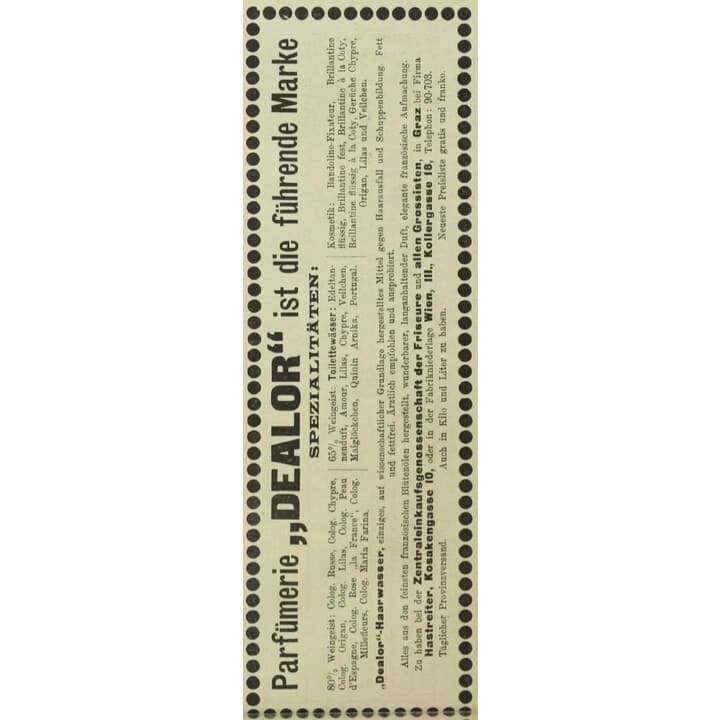 Parfümerie „DEALOR“ ist die führende Marke
SPEZIALITÄTEN:
80% Weingeist: Colog. Russe, Colog. Chypre,
Colog. Origan, Colog. Lilas, Colog. Peau
d'Espagne, Colog. Rose „la France“, Colog.
Millefleurs, Colog. Maria Farina.
65% Weingeist: Toilettewässer: Edeltan-
nenduft, Amour, Lilas, Chypre, Veilchen,
Maiglöckchen, Quinin Arnika, Portugal.
Kosmetik: Bandoline-Fixateur, Brillantine
flüssig, Brillantine fest, Brillantine à la Coty,
Brillantine flüssig à la Coty, Gerüche Chypre,
Origan, Lilas und Veilchen.
„Dealor“-Haarwasser, einziges, auf wissenschaftlicher Grundlage hergestelltes Mittel gegen Haarausfall und Schuppenbildung. Fett
und fettfrei. Ärztlich empfohlen und ausprobiert.
Alles aus den feinsten französischen Blütenölen hergestellt, wunderbarer, langanhaltender Duft, elegante französische Aufmachung.
Zu haben bei der Zentraleinkaufsgenossenschaft der Friseure und allen Grossisten, in Graz bei Firma
Hastreiter, Kosakengasse 10, oder in der Fabrikniederlage Wien, III., Kollergasse 18, Telephon: 90-703.
Täglicher Provinzversand. Auch in Kilo und Liter zu haben. Neueste Preisliste gratis und franko.